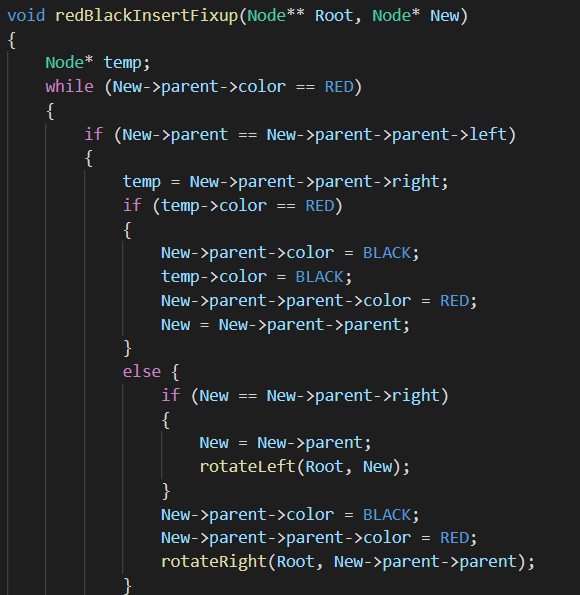 void redBlackInsertFixup(Node** Root, Node* New)
{
    Node* temp;
    while (New->parent->color == RED)
    {
        if (New->parent == New->parent->parent->left)
        {
            temp = New->parent->parent->right;
            if (temp->color == RED)
            {
                New->parent->color = BLACK;
                temp->color = BLACK;
                New->parent->parent->color = RED;
                New = New->parent->parent;
            }
            else {
                if (New == New->parent->right)
                {
                    New = New->parent;
                    rotateLeft(Root, New);
                }
                New->parent->color = BLACK;
                New->parent->parent->color = RED;
                rotateRight(Root, New->parent->parent);
            }